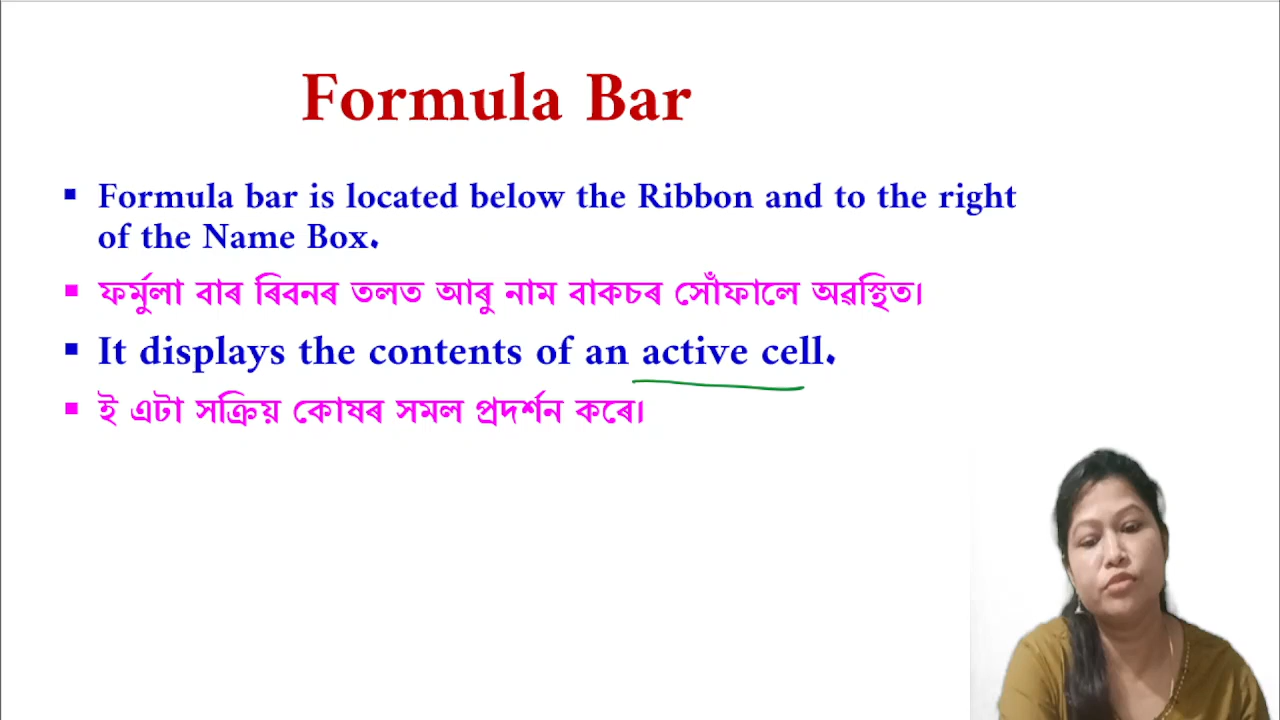 Formula Bar
▪ Formula bar is located below the Ribbon and to the right
of the Name Box.
▪ ফৰ্মুলা বাৰ ৰিবনৰ তলত আৰু নাম বাকচৰ সোঁফালে অৱস্থিত।
▪ It displays the contents of an active cell.
▪ ই এটা সক্ৰিয় কোষৰ সমল প্ৰদৰ্শন কৰে।